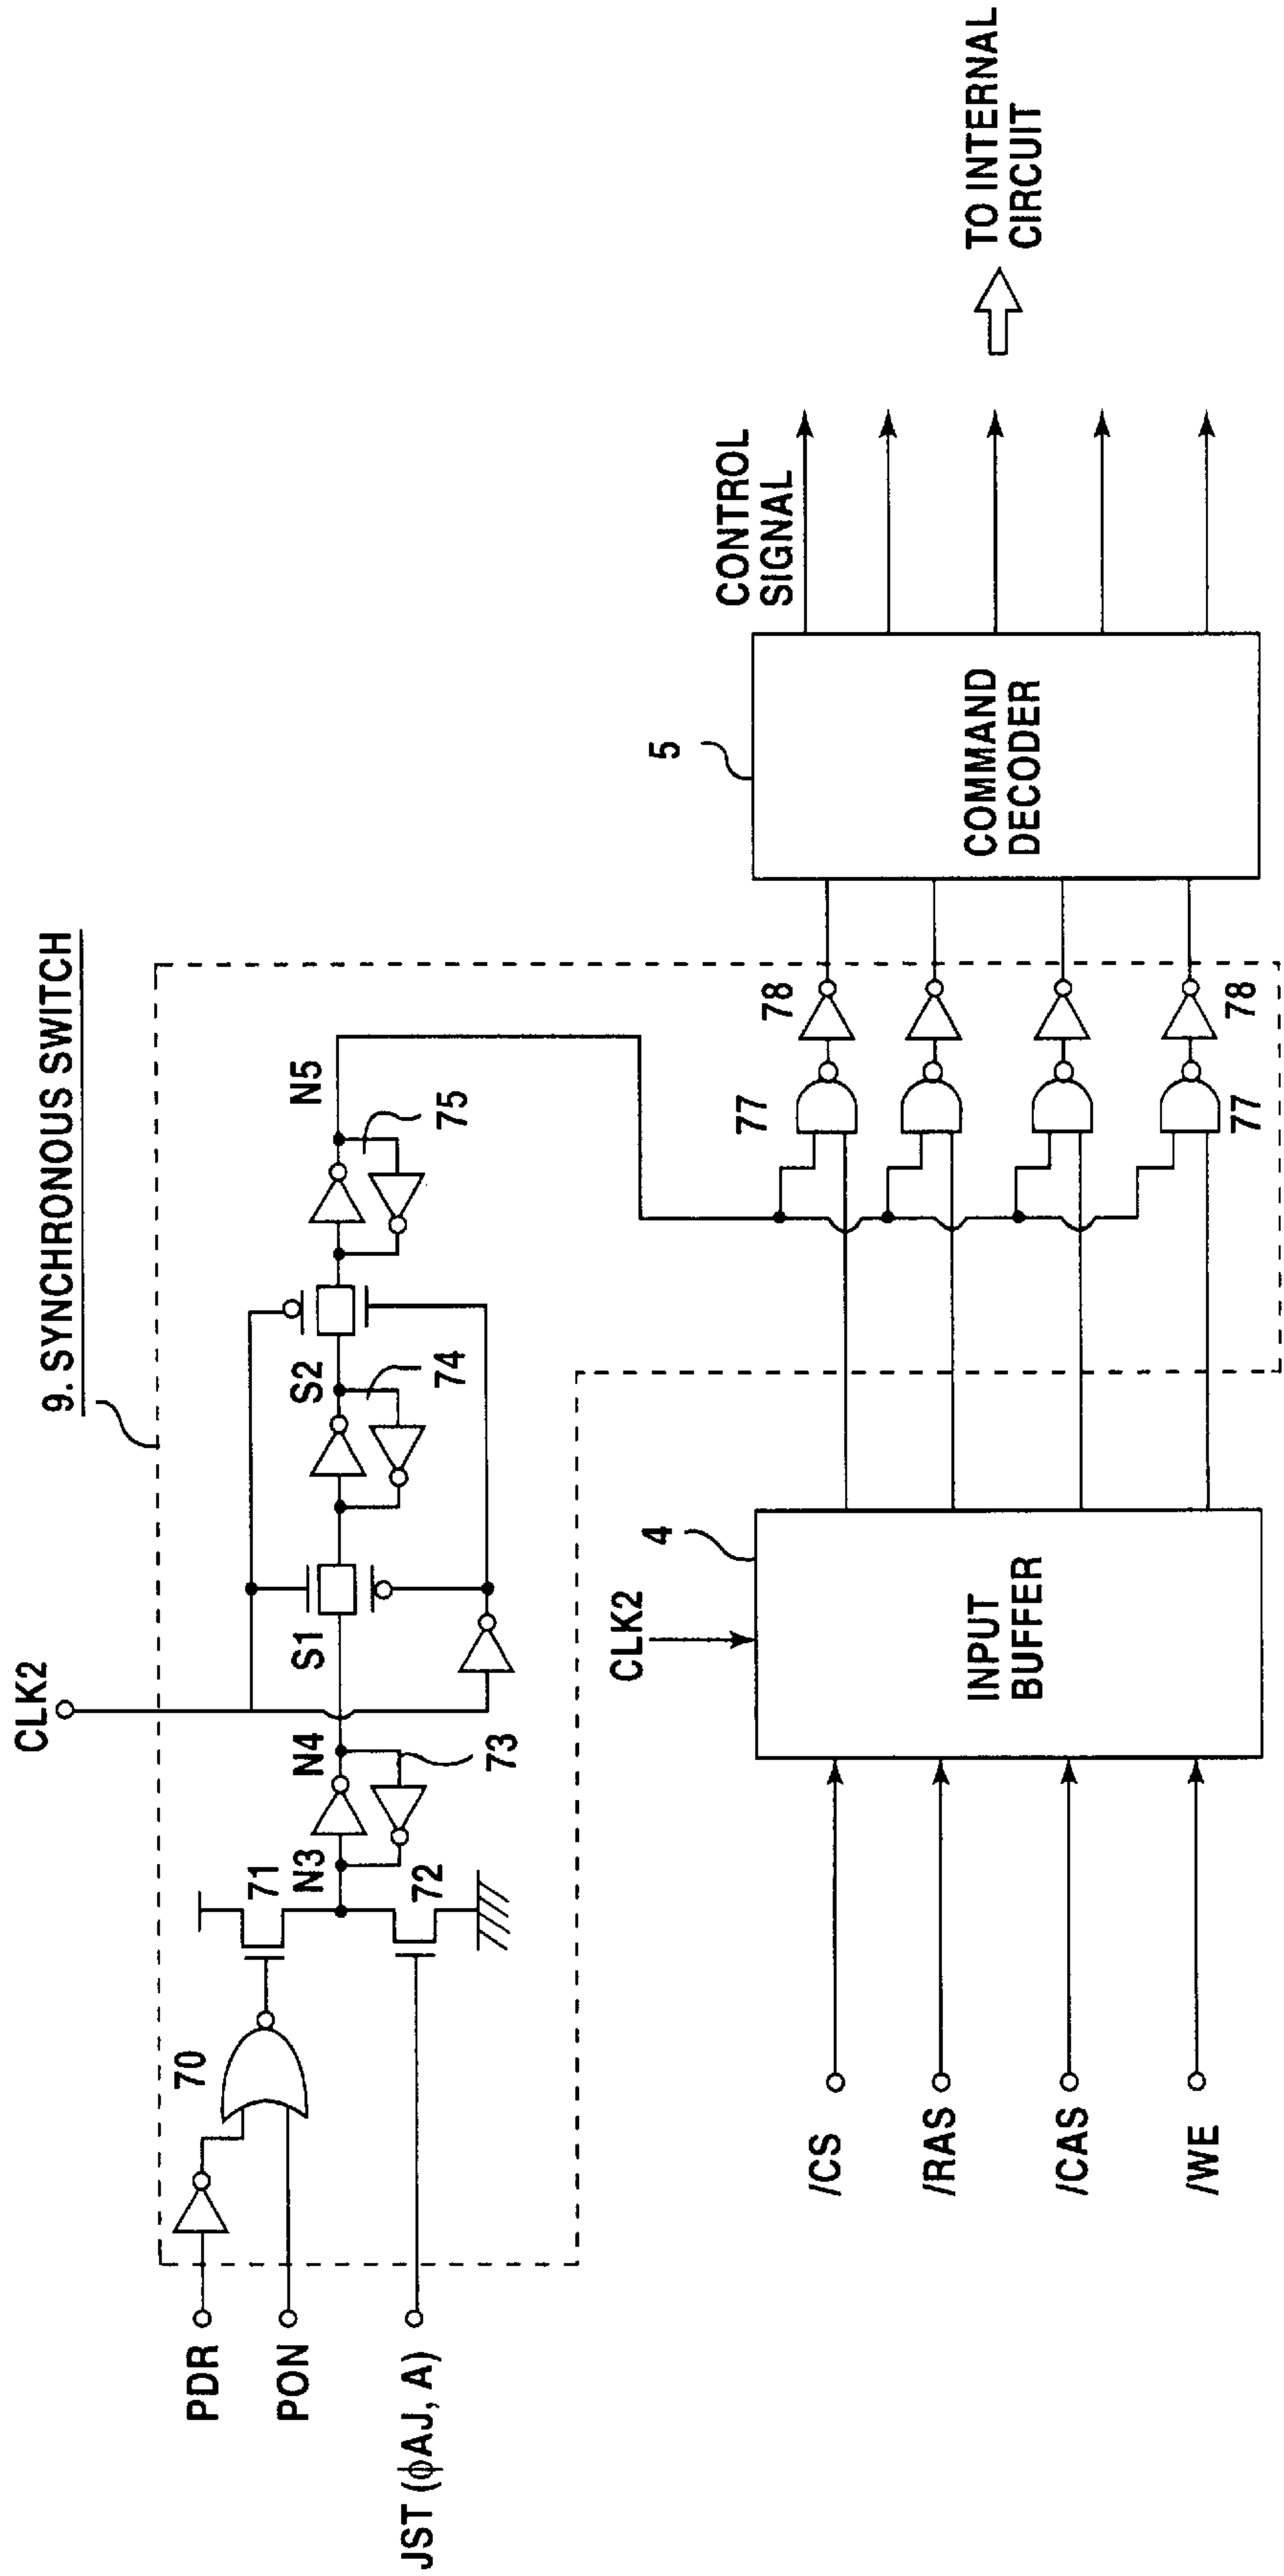 9. SYNCHRONOUS SWITCH
CLK2
PDR
PON
JST (ϕAJ, A)
70
71
72
N3
N4
73
S1
S2
74
N5
75
77
78
77
78
/CS
/RAS
/CAS
/WE
CLK2
4
INPUT
BUFFER
5
COMMAND
DECODER
CONTROL
SIGNAL
TO INTERNAL
CIRCUIT